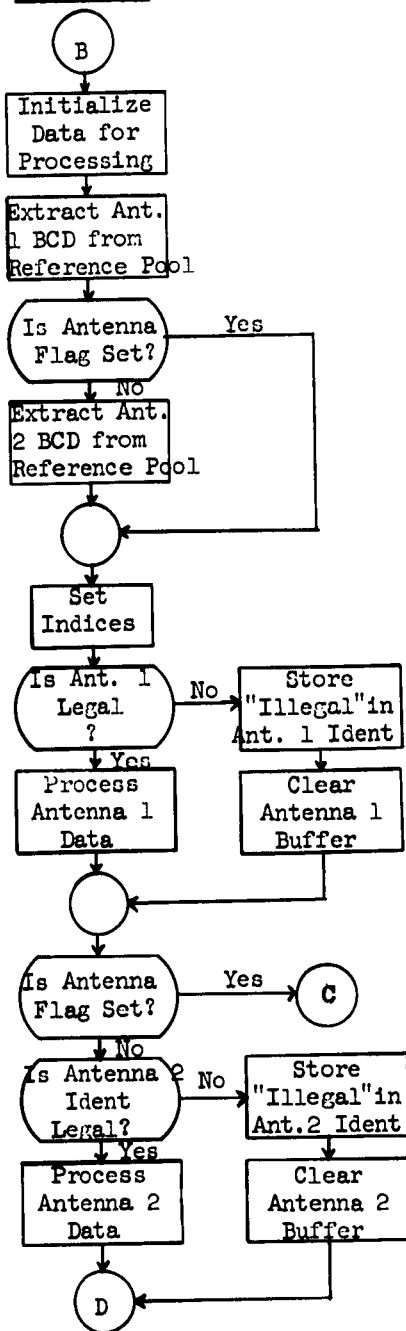 B
Initialize
Data for
Processing
Extract Ant.
1 BCD from
Reference Pool
Is Antenna
Flag Set?
Yes
No
Extract Ant.
2 BCD from
Reference Pool
Set
Indices
Is Ant. 1
Legal
?
No
Store
"Illegal"in
Ant. 1 Ident
Yes
Process
Antenna 1
Data
Clear
Antenna 1
Buffer
Is Antenna
Flag Set?
Yes
C
No
Is Antenna 2
Ident
Legal?
No
Store
"Illegal"in
Ant.2 Ident
Yes
Process
Antenna 2
Data
Clear
Antenna 2
Buffer
D